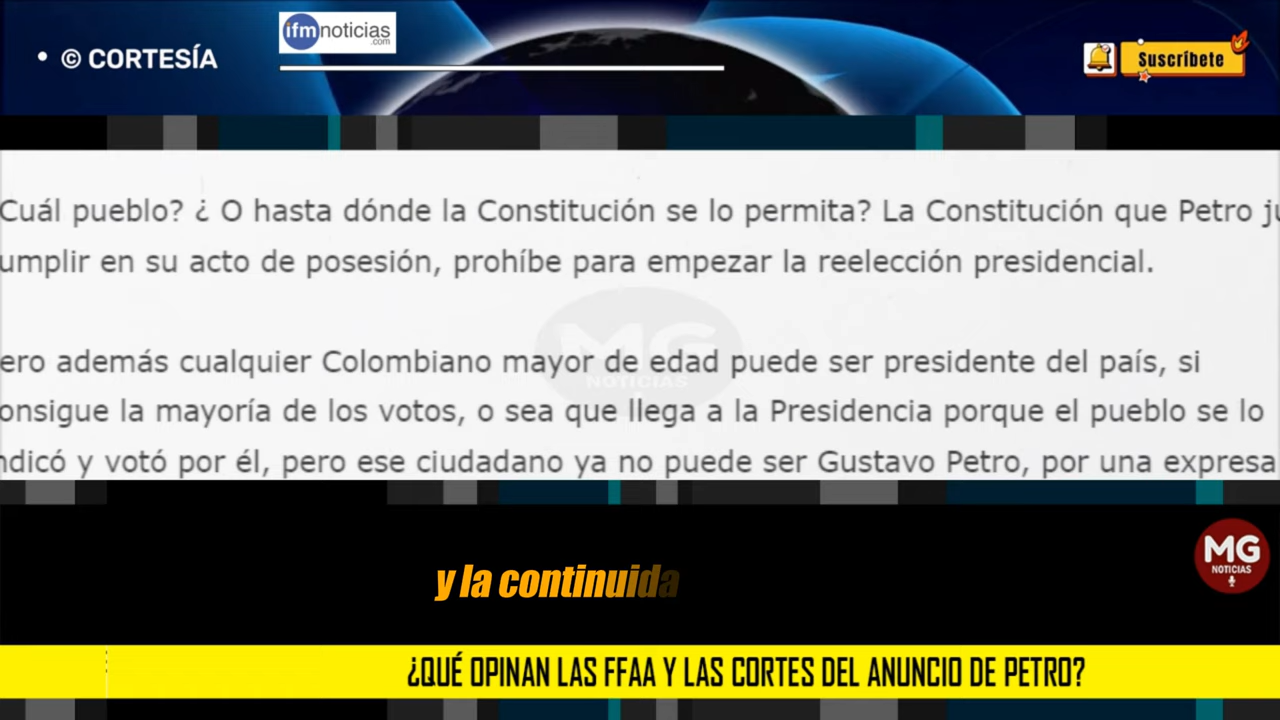 • © CORTESÍA
ifmnoticias
.com
Suscríbete
Cuál pueblo? ¿ O hasta dónde la Constitución se lo permita? La Constitución que Petro ju
umplir en su acto de posesión, prohíbe para empezar la reelección presidencial.
ero además cualquier Colombiano mayor de edad puede ser presidente del país, si
onsigue la mayoría de los votos, o sea que llega a la Presidencia porque el pueblo se lo
ndicó y votó por él, pero ese ciudadano ya no puede ser Gustavo Petro, por una expresa
MG
NOTICIAS
y la continuida
MG
NOTICIAS
¿QUÉ OPINAN LAS FFAA Y LAS CORTES DEL ANUNCIO DE PETRO?